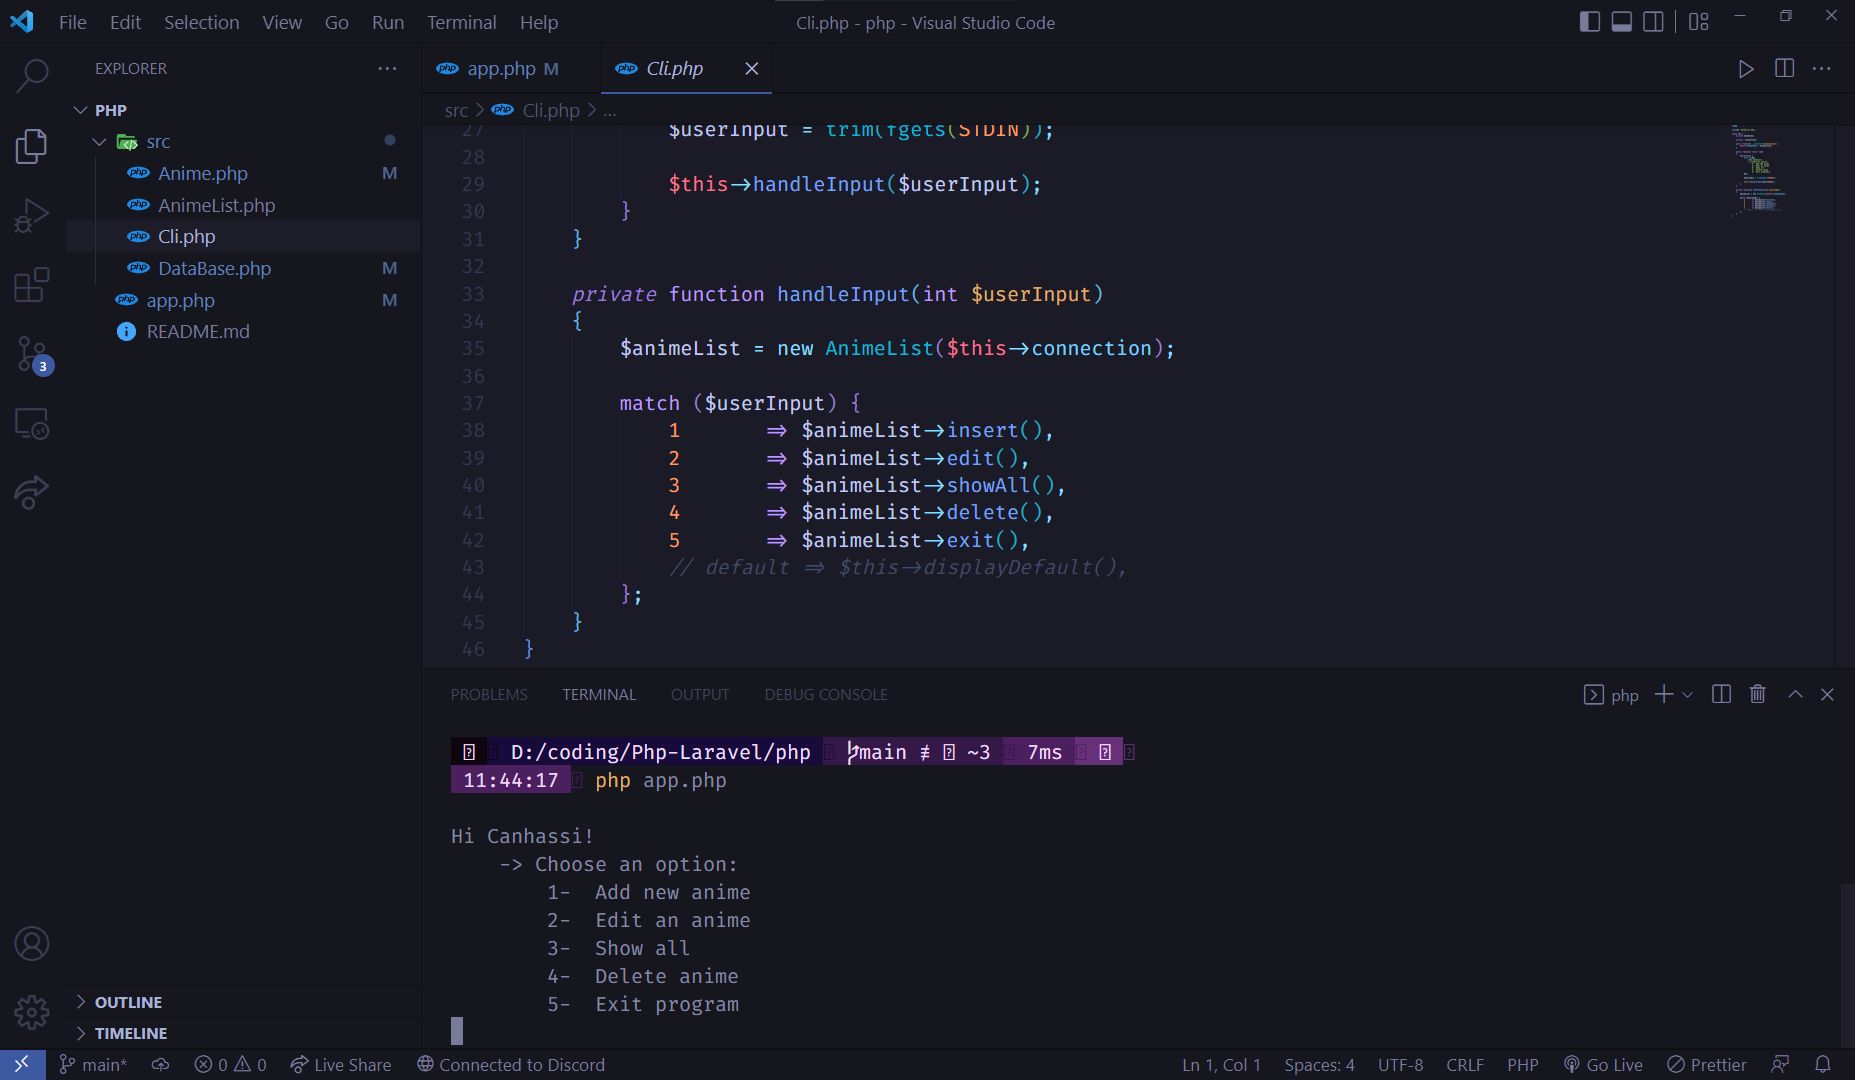 File Edit Selection View Go Run Terminal Help
Cli.php - php - Visual Studio Code
EXPLORER
PHP
src
php Anime.php M
php AnimeList.php
php Cli.php
php DataBase.php M
php app.php M
README.md
3
OUTLINE
TIMELINE
php app.php M
php Cli.php
src > php Cli.php > ...
27 $userInput = trim(fgets(STDIN));
28
29 $this->handleInput($userInput);
30 }
31 }
32
33 private function handleInput(int $userInput)
34 {
35 $animeList = new AnimeList($this->connection);
36
37 match ($userInput) {
38 1 => $animeList->insert(),
39 2 => $animeList->edit(),
40 3 => $animeList->showAll(),
41 4 => $animeList->delete(),
42 5 => $animeList->exit(),
43 // default => $this->displayDefault(),
44 };
45 }
46 }
PROBLEMS TERMINAL OUTPUT DEBUG CONSOLE
php
D:/coding/Php-Laravel/php main ≢ ~3 7ms
11:44:17 php app.php
Hi Canhassi!
-> Choose an option:
1- Add new anime
2- Edit an anime
3- Show all
4- Delete anime
5- Exit program
main* 0 0 Live Share Connected to Discord
Ln 1, Col 1 Spaces: 4 UTF-8 CRLF PHP Go Live Prettier